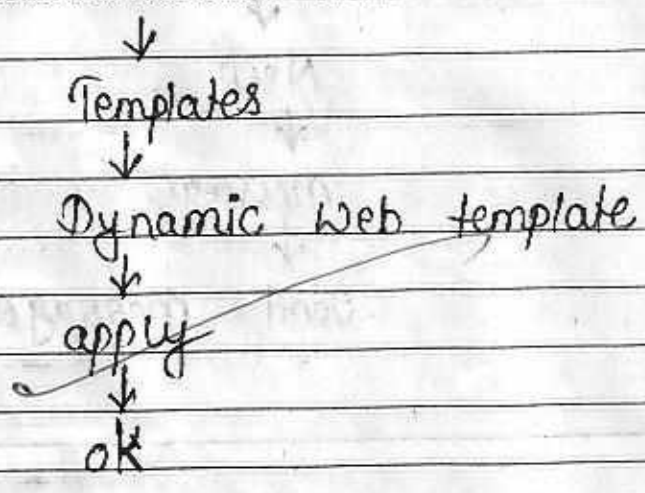 ↓
Templates
↓
Dynamic Web template
↓
apply
↓
ok